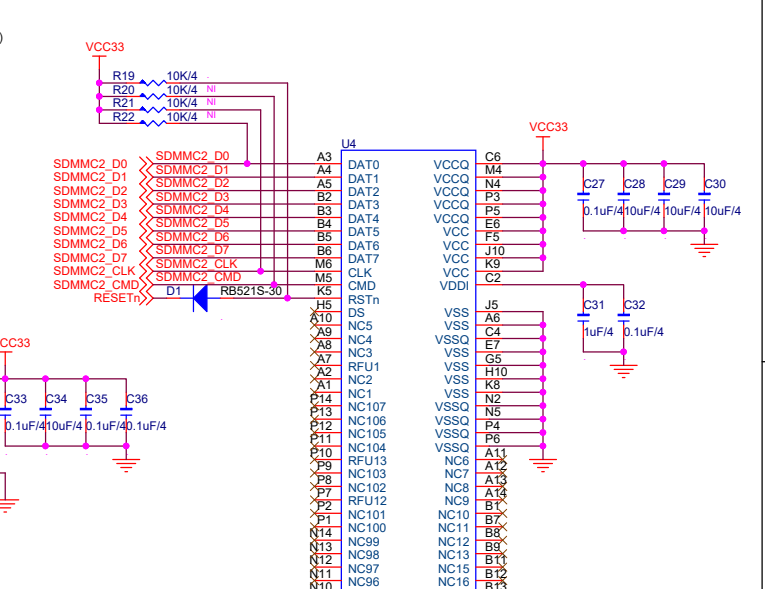 )
VCC33
R19 10K/4
R20 10K/4 NI
R21 10K/4 NI
R22 10K/4 NI
VCC33
U4
SDMMC2_D0 SDMMC2_D0 A3 DAT0 VCCQ C6
SDMMC2_D1 SDMMC2_D1 A4 DAT1 VCCQ M4
SDMMC2_D2 SDMMC2_D2 A5 DAT2 VCCQ N4
SDMMC2_D3 SDMMC2_D3 B2 DAT3 VCCQ P3
SDMMC2_D4 SDMMC2_D4 B3 DAT4 VCCQ P5
SDMMC2_D5 SDMMC2_D5 B4 DAT5 VCC E6
SDMMC2_D6 SDMMC2_D6 B5 DAT6 VCC F5
SDMMC2_D7 SDMMC2_D7 B6 DAT7 VCC J10
SDMMC2_CLK SDMMC2_CLK M6 CLK VCC K9
SDMMC2_CMD SDMMC2_CMD M5 CMD VDDI C2
RESETn D1 RB521S-30 K5 RSTn
C27 C28 C29 C30
0.1uF/4 10uF/4 10uF/4 10uF/4
H5 DS VSS J5
A10 NC5 VSS A6
A9 NC4 VSSQ C4
A8 NC3 VSS E7
A7 RFU1 VSS G5
A2 NC2 VSS H10
A1 NC1 VSS K8
P14 NC107 VSSQ N2
P13 NC106 VSSQ N5
P12 NC105 VSSQ P4
P11 NC104 VSSQ P6
P10 RFU13 NC6 A11
P9 NC103 NC7 A12
P8 NC102 NC8 A13
P7 RFU12 NC9 A14
P2 NC101 NC10 B1
P1 NC100 NC11 B7
N14 NC99 NC12 B8
N13 NC98 NC13 B9
N12 NC97 NC15 B11
N11 NC96 NC16 B12
N10 B13
C31 C32
1uF/4 0.1uF/4
CC33
C33 C34 C35 C36
0.1uF/4 10uF/4 0.1uF/4 0.1uF/4